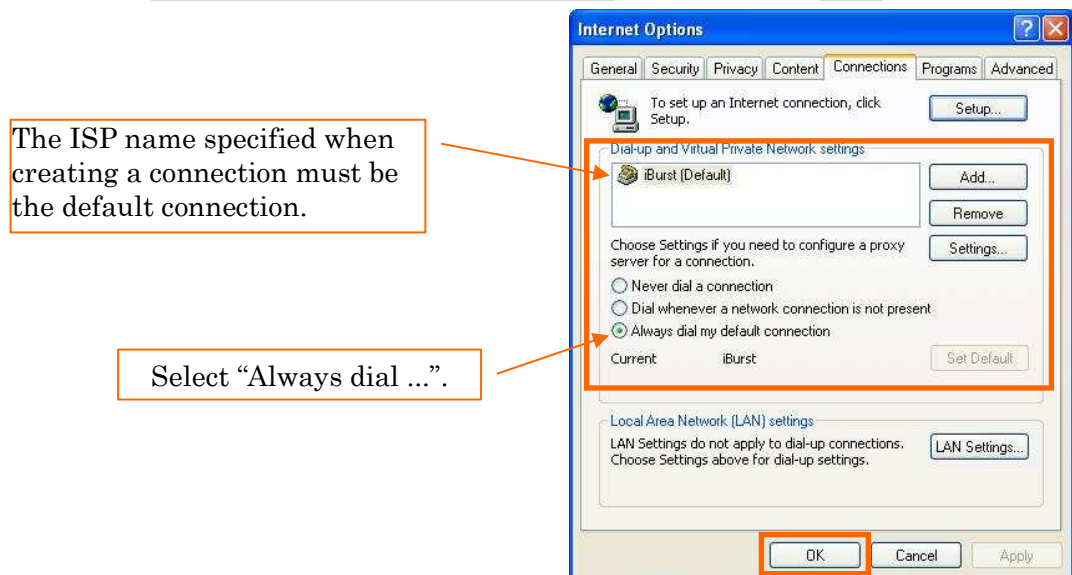 Internet Options
General Security Privacy Content Connections Programs Advanced
To set up an Internet connection, click
Setup.
Setup...
The ISP name specified when
creating a connection must be
the default connection.
Dial-up and Virtual Private Network settings
iBurst (Default)
Add...
Remove
Choose Settings if you need to configure a proxy
server for a connection.
Settings...
Never dial a connection
Dial whenever a network connection is not present
Always dial my default connection
Select “Always dial ...”.
Current iBurst
Set Default
Local Area Network (LAN) settings
LAN Settings do not apply to dial-up connections.
Choose Settings above for dial-up settings.
LAN Settings...
OK Cancel Apply